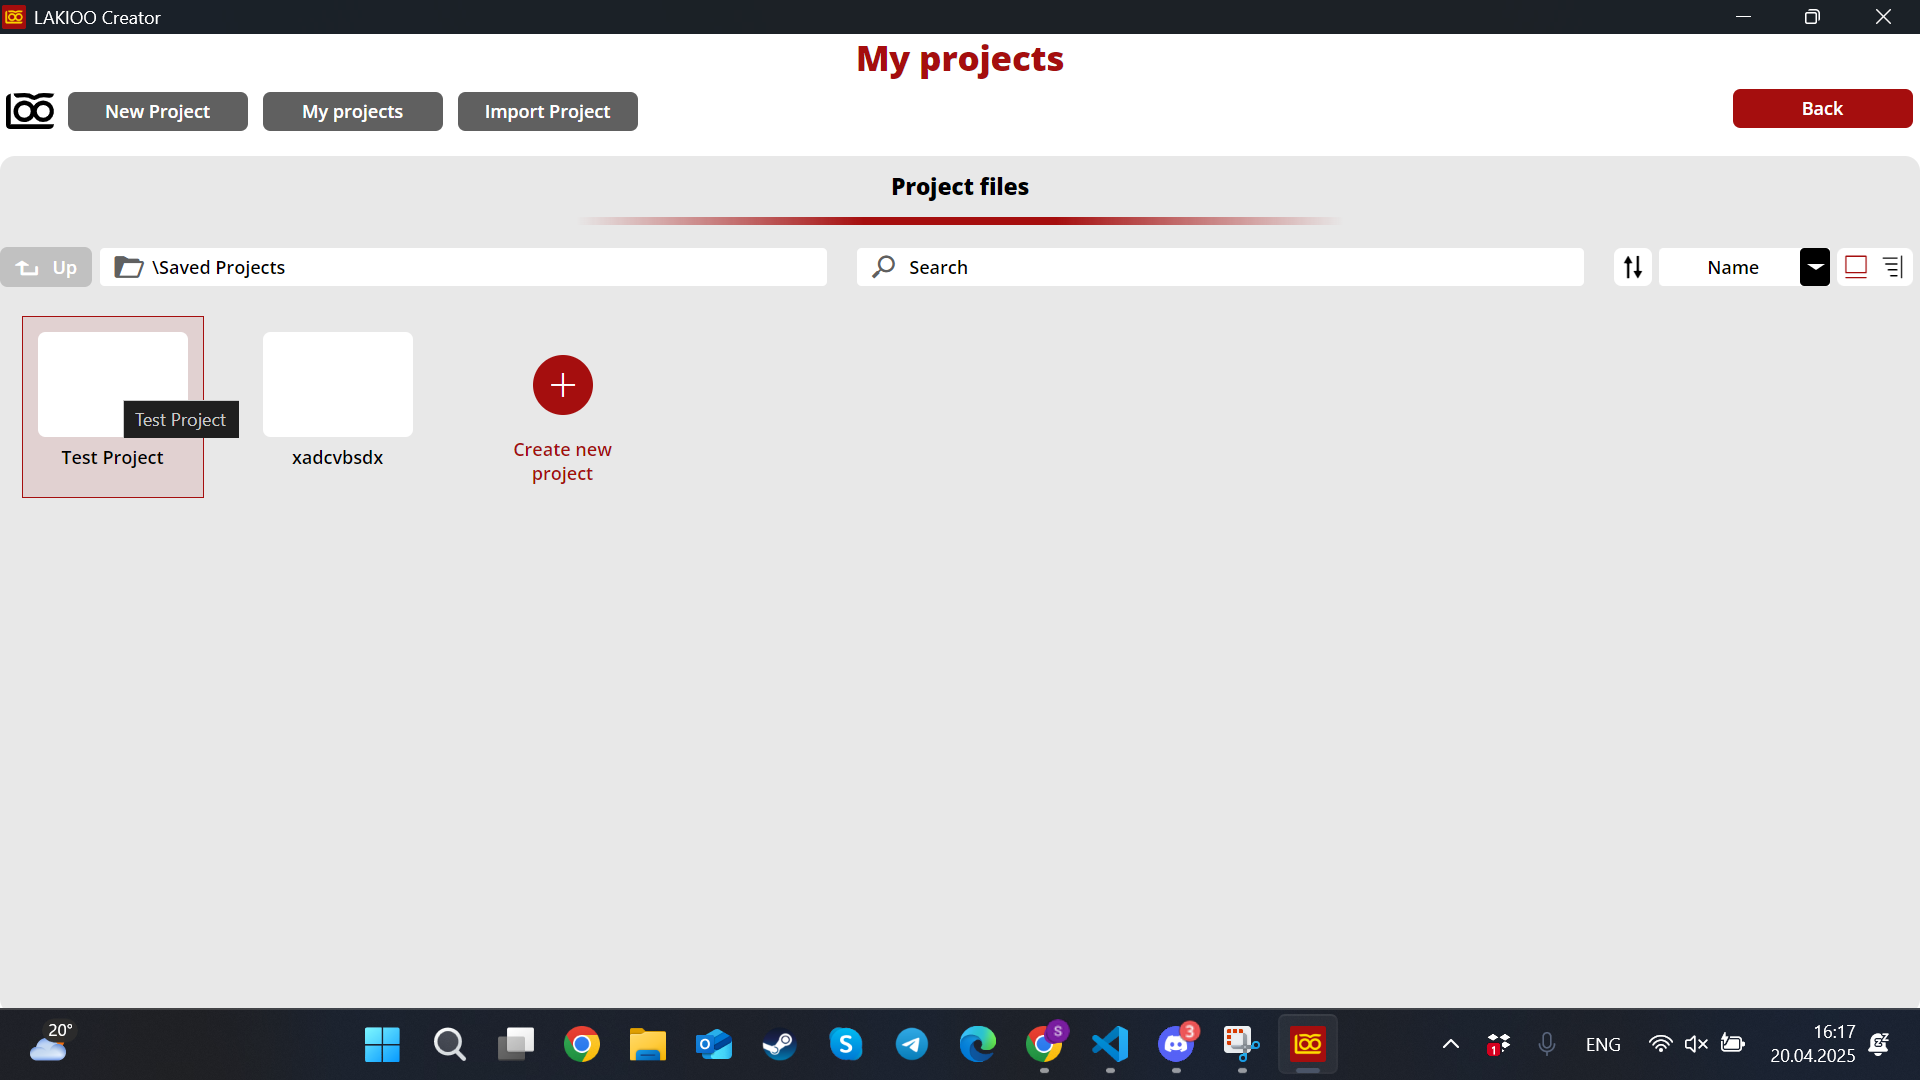 LAKIOO Creator
My projects
New Project
My projects
Import Project
Back
Project files
Up
\Saved Projects
Search
Name
Test Project
Test Project
xadcvbsdx
Create new
project
20°
S
3
1
ENG
16:17
20.04.2025